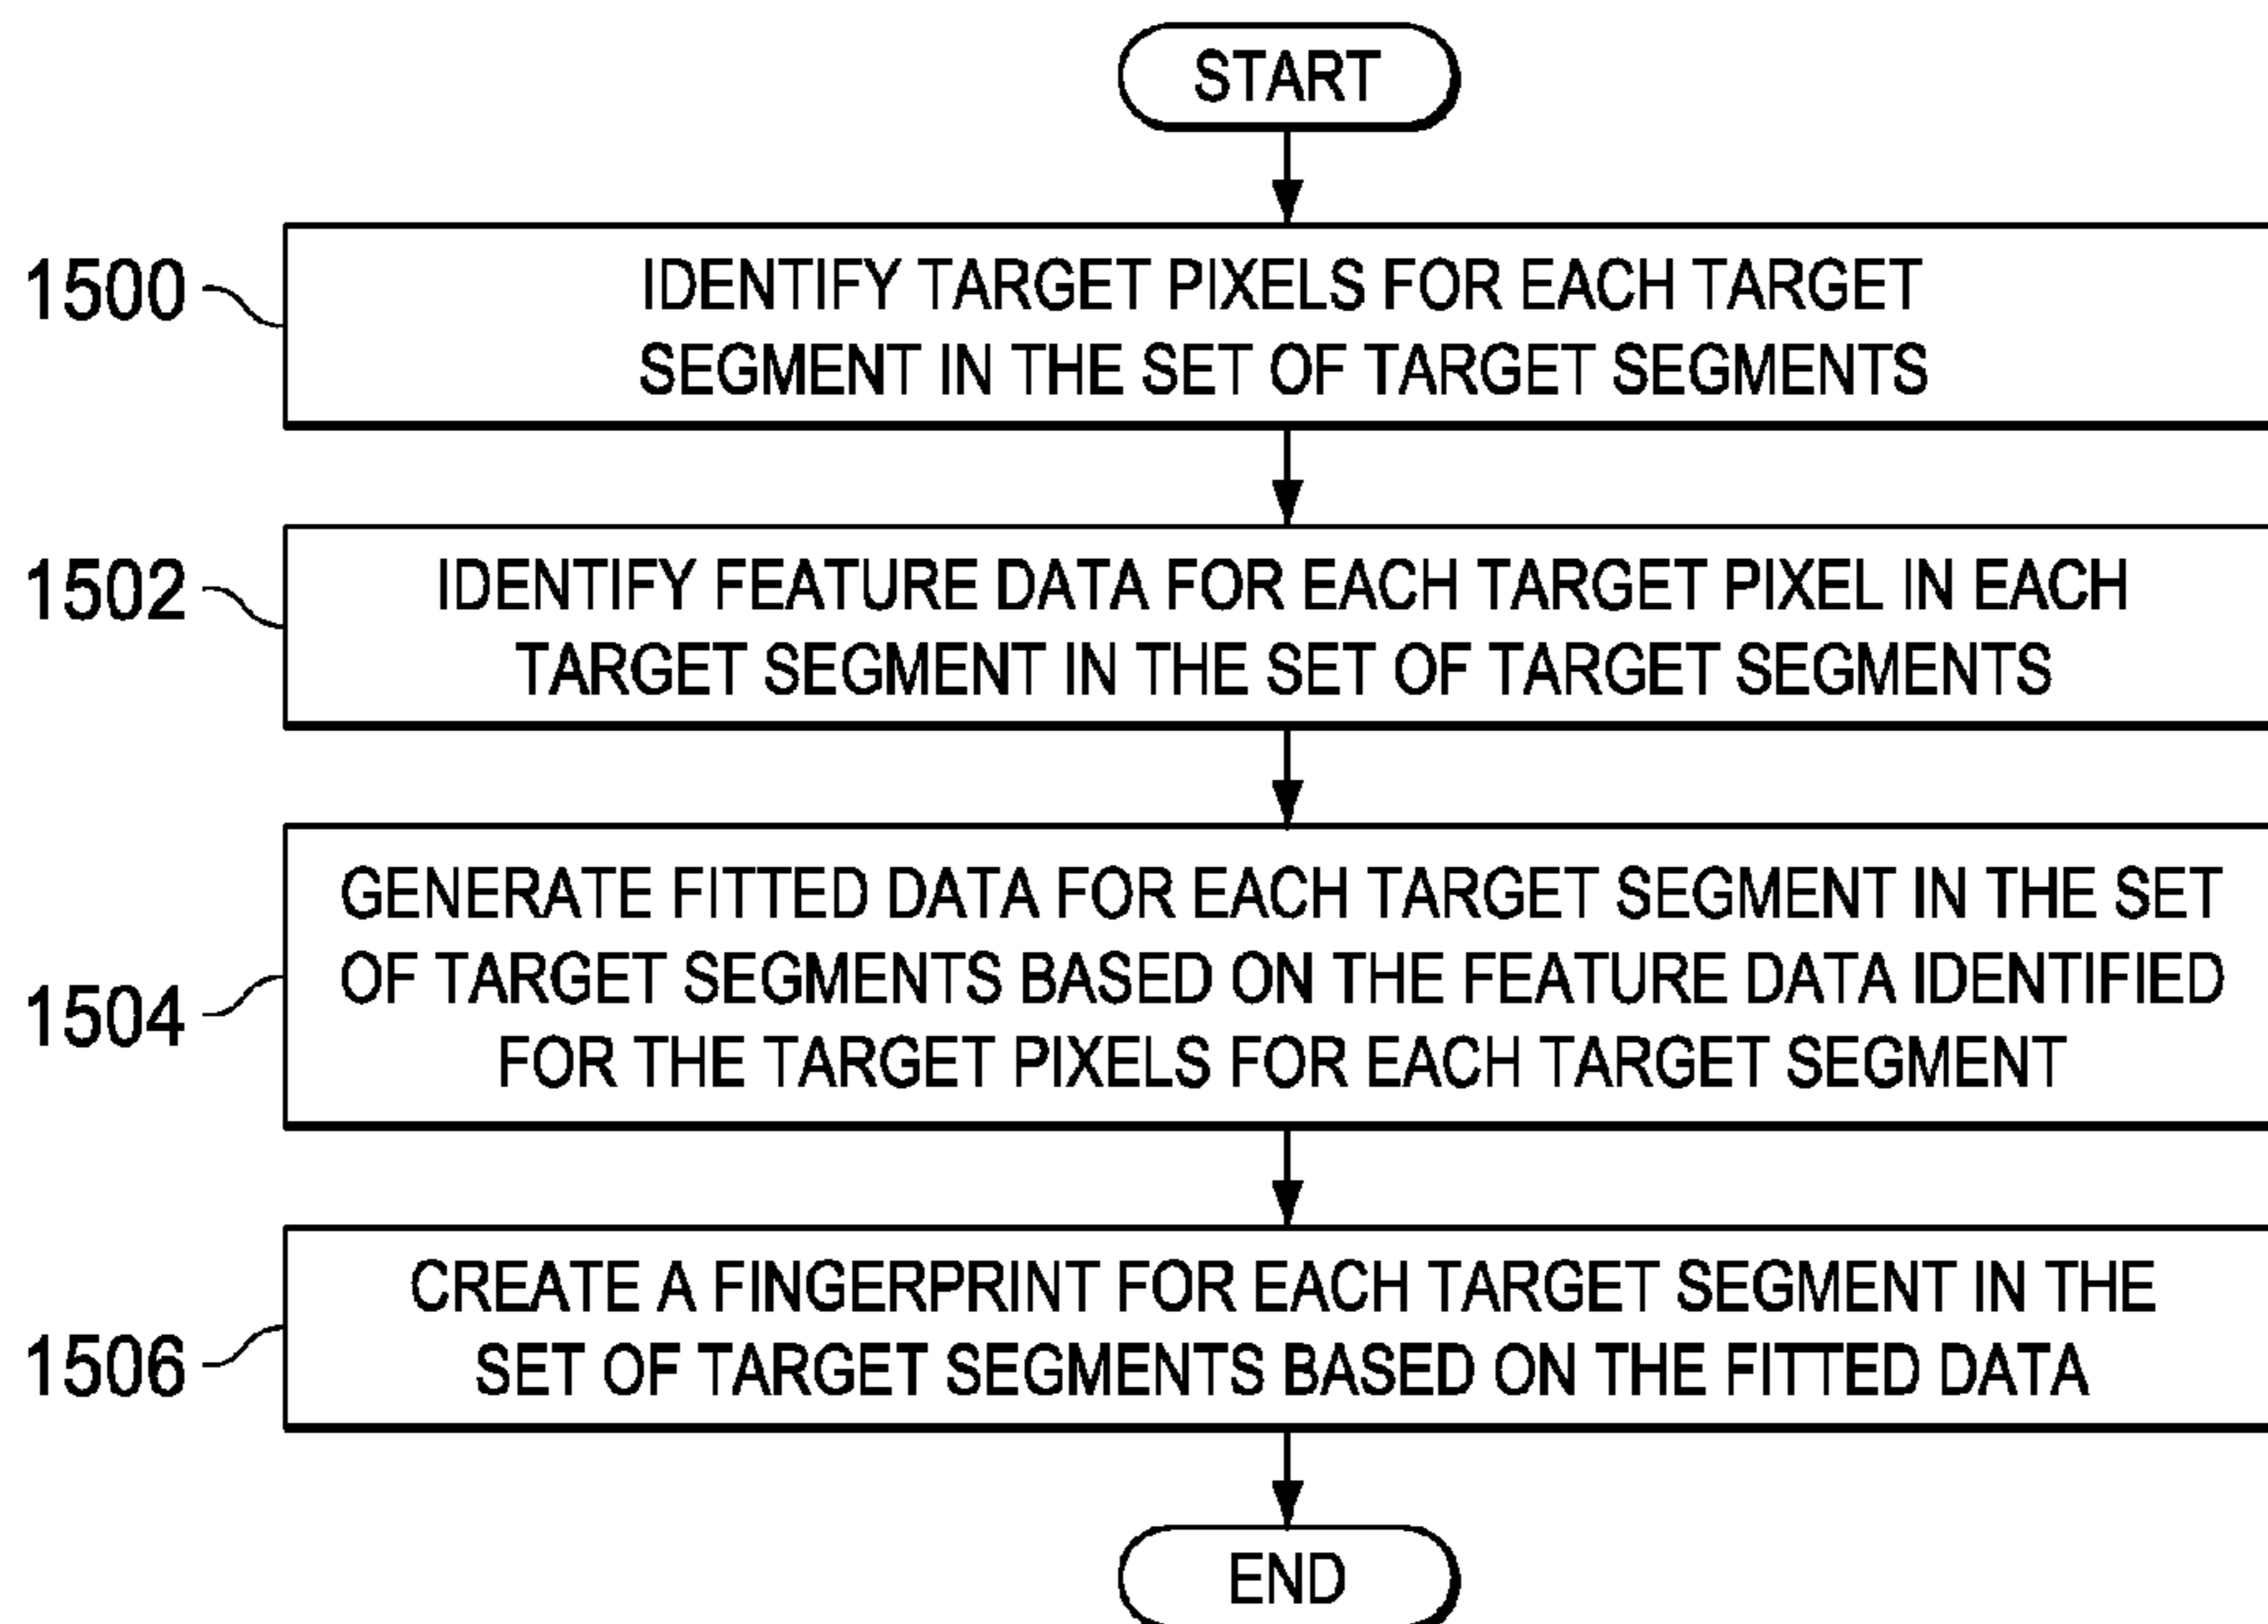 START
1500
IDENTIFY TARGET PIXELS FOR EACH TARGET
SEGMENT IN THE SET OF TARGET SEGMENTS
1502
IDENTIFY FEATURE DATA FOR EACH TARGET PIXEL IN EACH
TARGET SEGMENT IN THE SET OF TARGET SEGMENTS
1504
GENERATE FITTED DATA FOR EACH TARGET SEGMENT IN THE SET
OF TARGET SEGMENTS BASED ON THE FEATURE DATA IDENTIFIED
FOR THE TARGET PIXELS FOR EACH TARGET SEGMENT
1506
CREATE A FINGERPRINT FOR EACH TARGET SEGMENT IN THE
SET OF TARGET SEGMENTS BASED ON THE FITTED DATA
END